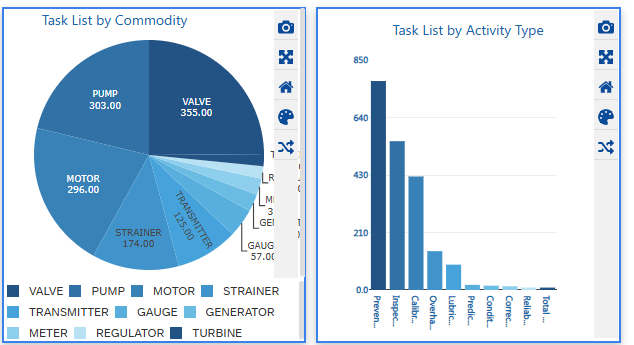 Task List by Commodity
PUMP
303.00
VALVE
355.00
MOTOR
296.00
STRAINER
174.00
TRANSMITTER
125.00
GAUG
57.00
VALVE PUMP MOTOR STRAINER
TRANSMITTER GAUGE GENERATOR
METER REGULATOR TURBINE
Task List by Activity Type
850
640
430
210
0.0
Preven...
Inspec...
Calibr...
Overha...
Lubric...
Predic...
Condit...
Correc...
Reliab...
Total ...